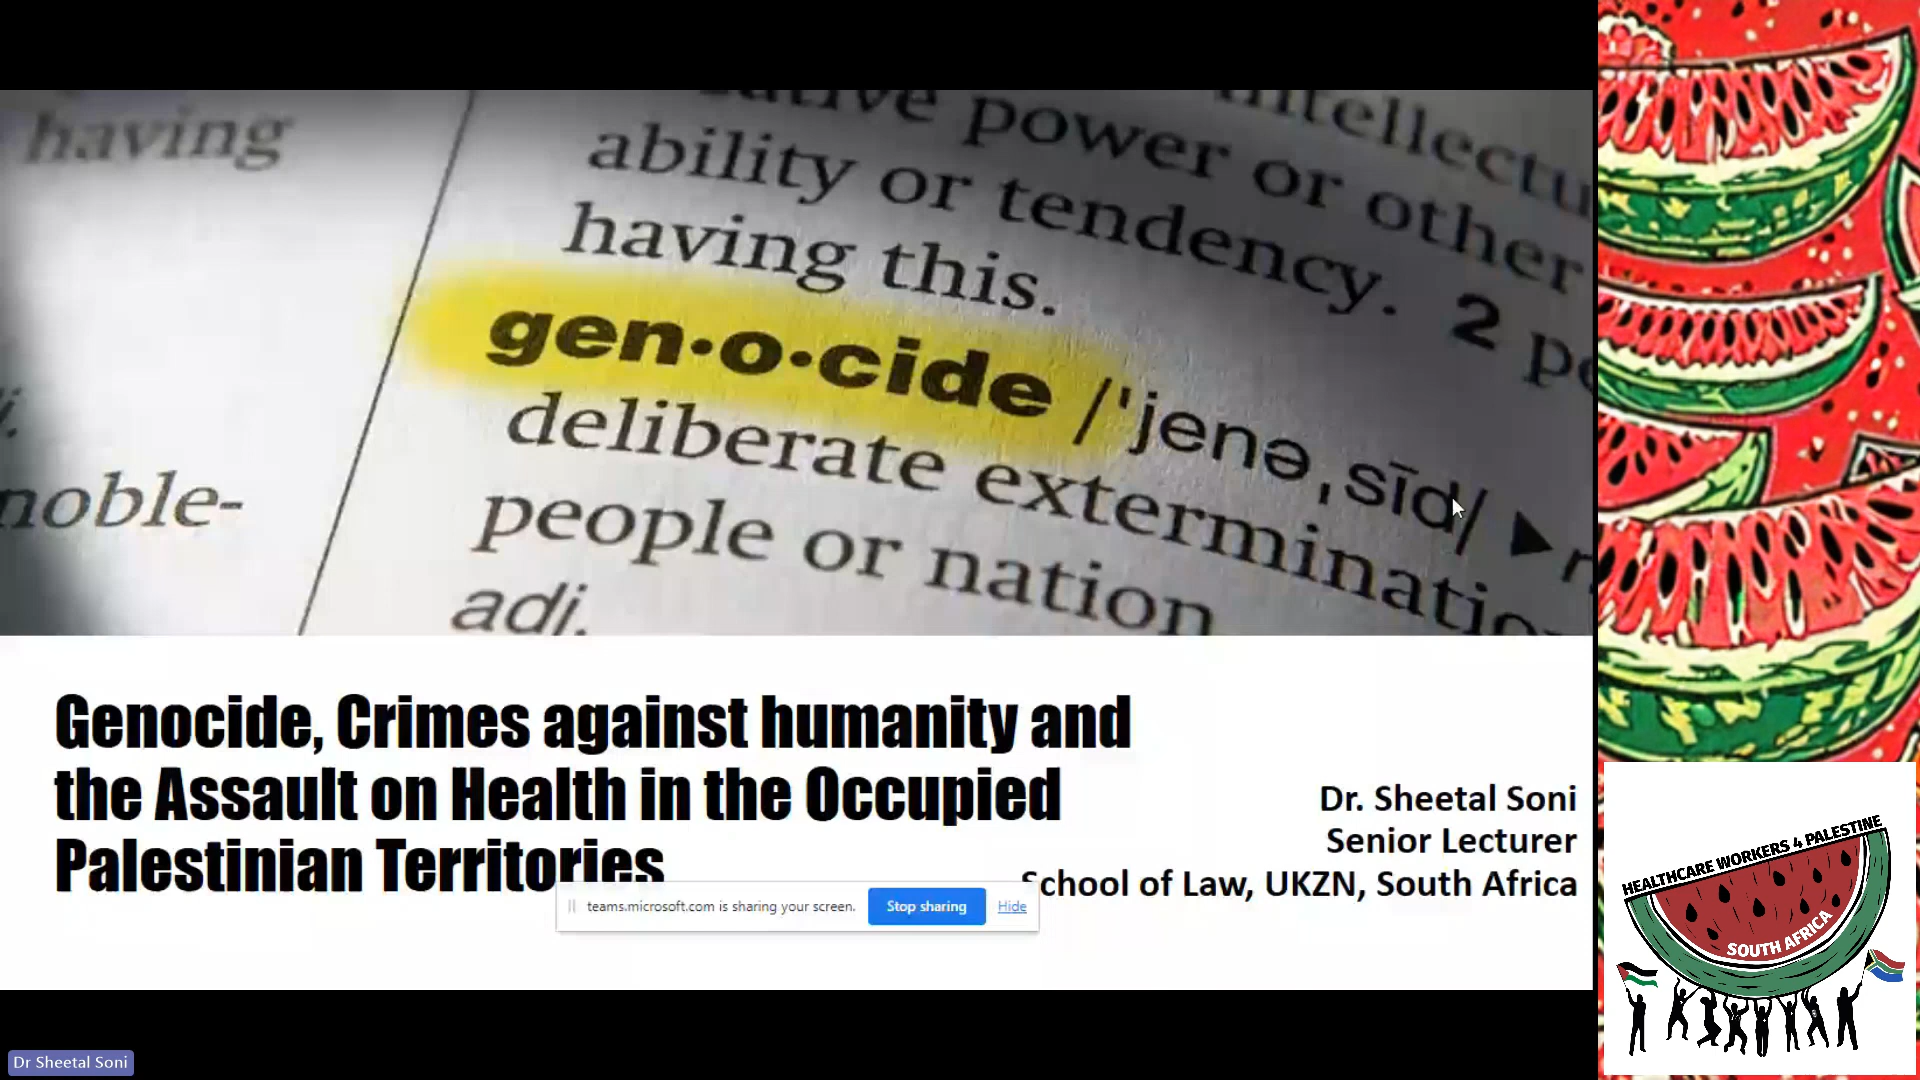 having
noble-
ative power or other
ability or tendency. 2
having this.
gen·o·cide /ˈjenəˌsīd/ ▶
deliberate
people or nation
adj.
Genocide, Crimes against humanity and
the Assault on Health in the Occupied
Palestinian Territories
Dr. Sheetal Soni
Senior Lecturer
School of Law, UKZN, South Africa
teams.microsoft.com is sharing your screen.
Stop sharing
Hide
Dr Sheetal Soni
HEALTHCARE WORKERS 4 PALESTINE
SOUTH AFRICA